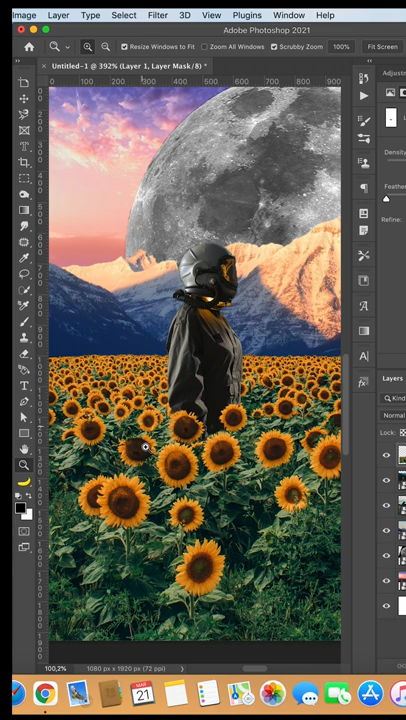 Image Layer Type Select Filter 3D View Plugins Window Help
Adobe Photoshop 2021
Resize Windows to Fit Zoom All Windows Scrubby Zoom 100% Fit Screen
Untitled-1 @ 392% (Layer 1, Layer Mask/8) *
0 100 200 300 400 500 600 700 800 900
Adjustm
Density
Feather
Refine:
Layers
Kind
Normal
Lock:
100,2% 1080 px x 1920 px (72 ppi)
MAR
21